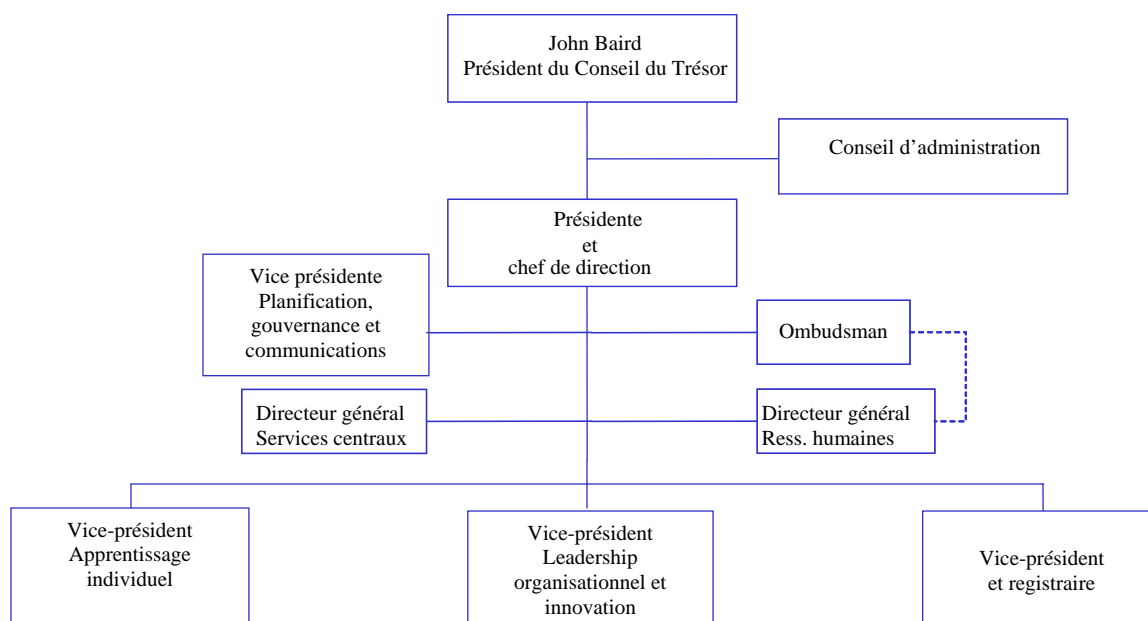 John Baird
Président du Conseil du Trésor
Conseil d’administration
Présidente
et
chef de direction
Vice présidente
Planification,
gouvernance et
communications
Ombudsman
Directeur général
Services centraux
Directeur général
Ress. humaines
Vice-président
Apprentissage
individuel
Vice-président
Leadership
organisationnel et
innovation
Vice-président
et registraire